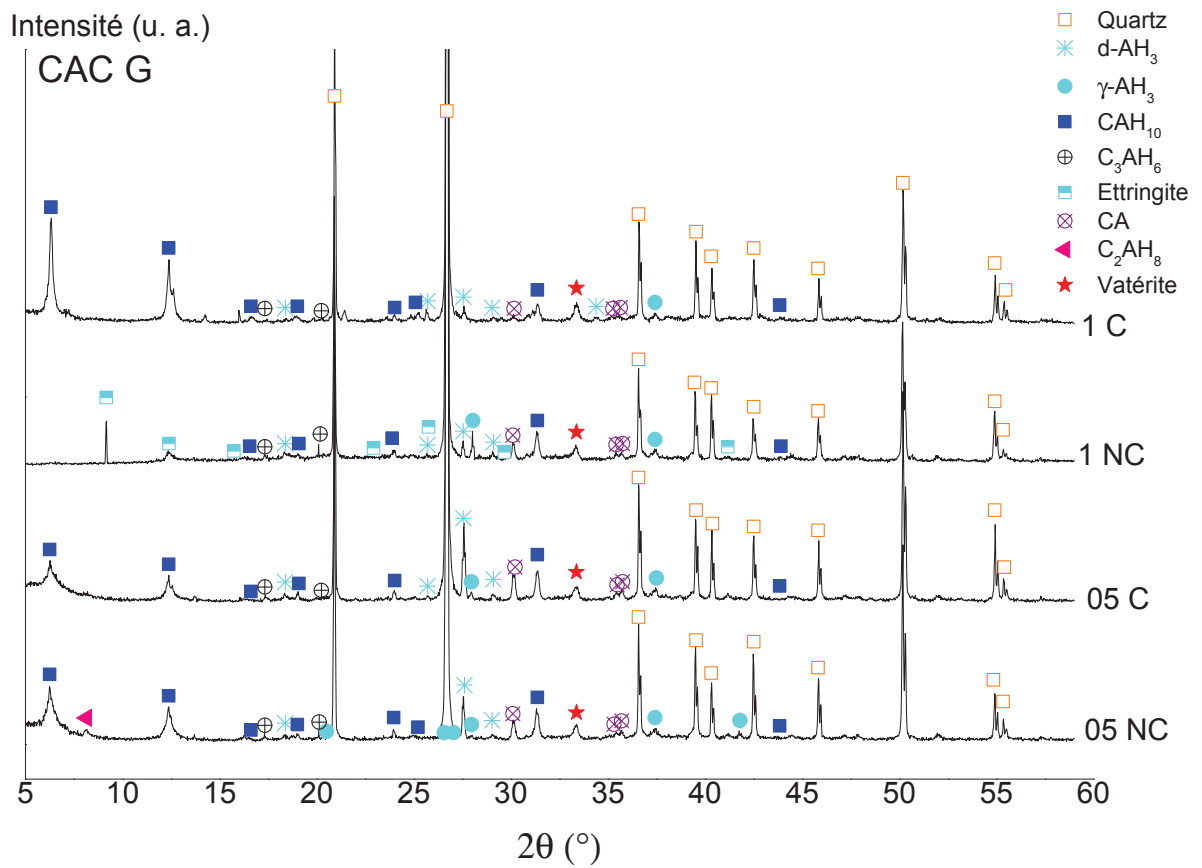 Intensité (u. a.)
CAC G
Quartz
d-AH₃
γ-AH₃
CAH₁₀
C₃AH₆
Ettringite
CA
C₂AH₈
Vatérite
1 C
1 NC
05 C
05 NC
5 10 15 20 25 30 35 40 45 50 55 60
2θ (°)